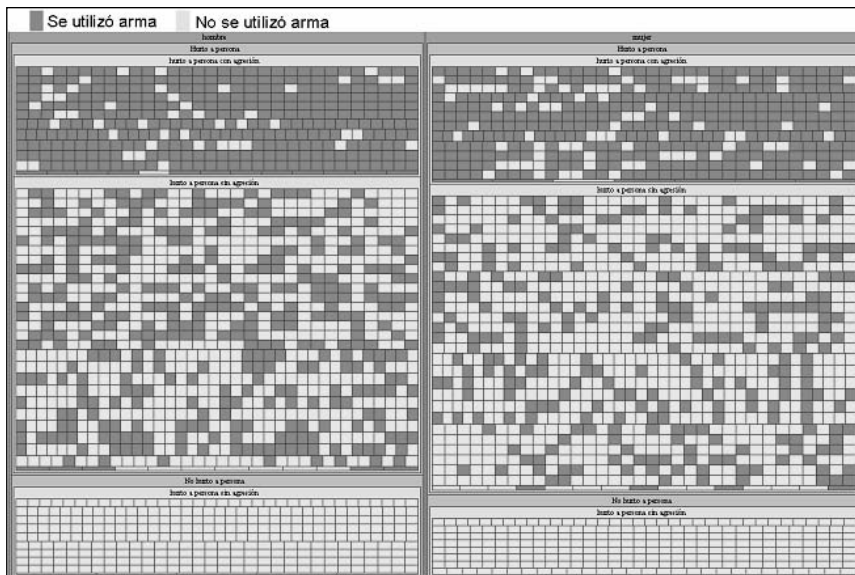 Se utilizó arma No se utilizó arma
hombre
mujer
Hurto a persona
Hurto a persona
hurto a persona con agresión
hurto a persona con agresión
hurto a persona sin agresión
hurto a persona sin agresión
No hurto a persona
hurto a persona sin agresión
No hurto a persona
hurto a persona sin agresión